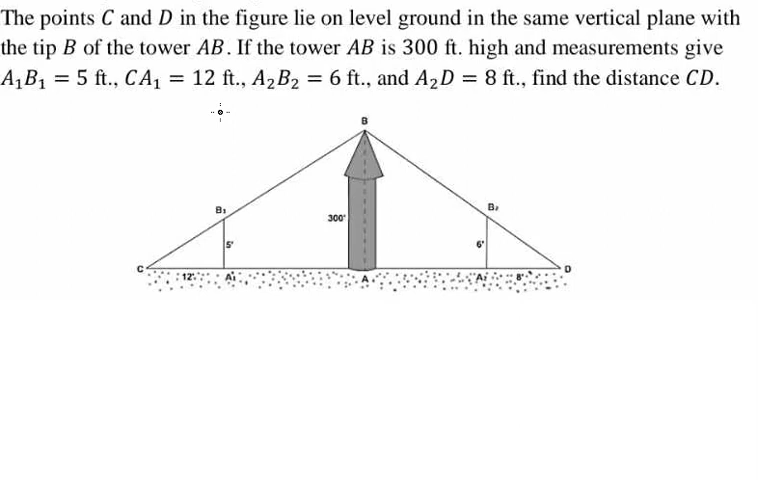 The points C and D in the figure lie on level ground in the same vertical plane with
the tip B of the tower AB. If the tower AB is 300 ft. high and measurements give
A₁B₁ = 5 ft., CA₁ = 12 ft., A₂B₂ = 6 ft., and A₂D = 8 ft., find the distance CD.
B
B₁
B₂
300'
5'
6'
C
D
12'
A₁
A
A₂
8'